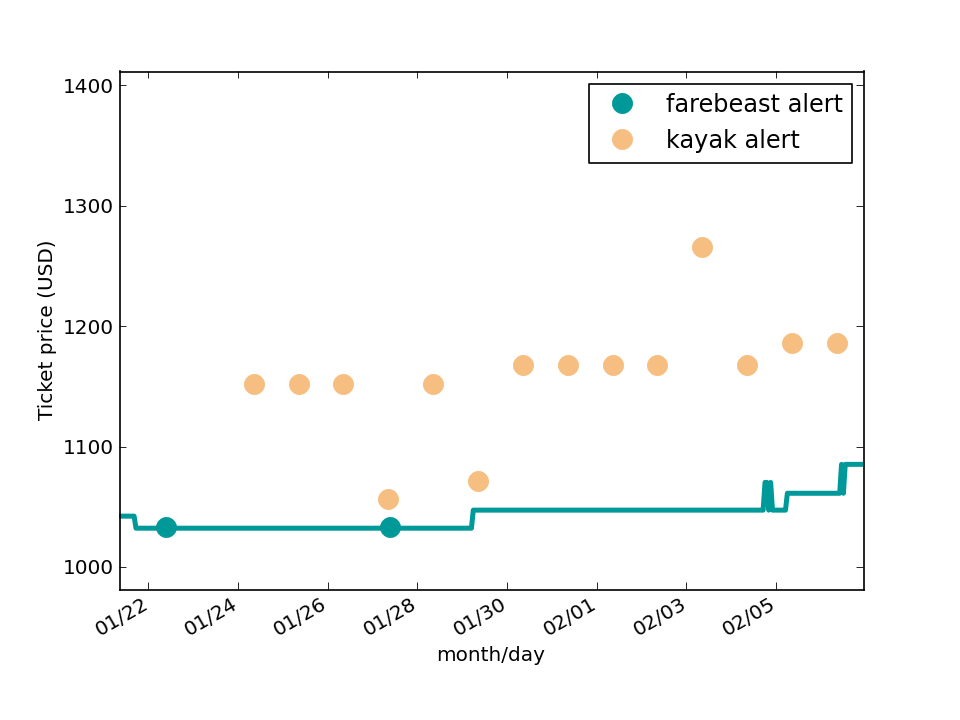 farebeast alert
kayak alert
1400
1300
1200
1100
1000
Ticket price (USD)
01/22 01/24 01/26 01/28 01/30 02/01 02/03 02/05
month/day